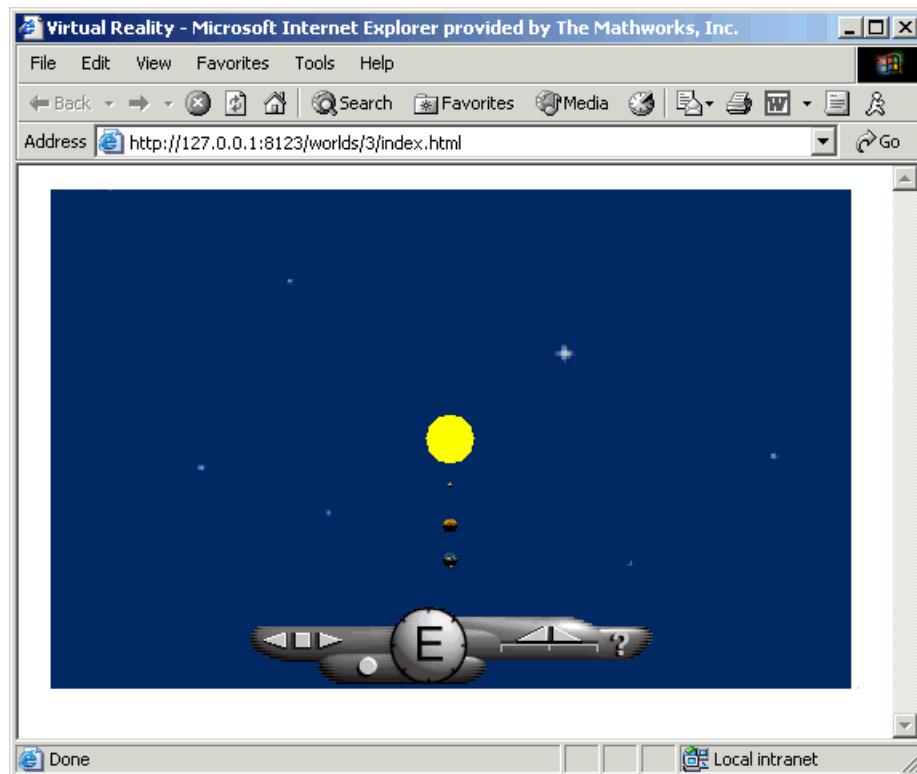 Virtual Reality - Microsoft Internet Explorer provided by The Mathworks, Inc.
File Edit View Favorites Tools Help
Back Search Favorites Media W
Address http://127.0.0.1:8123/worlds/3/index.html Go
E ?
Done Local intranet